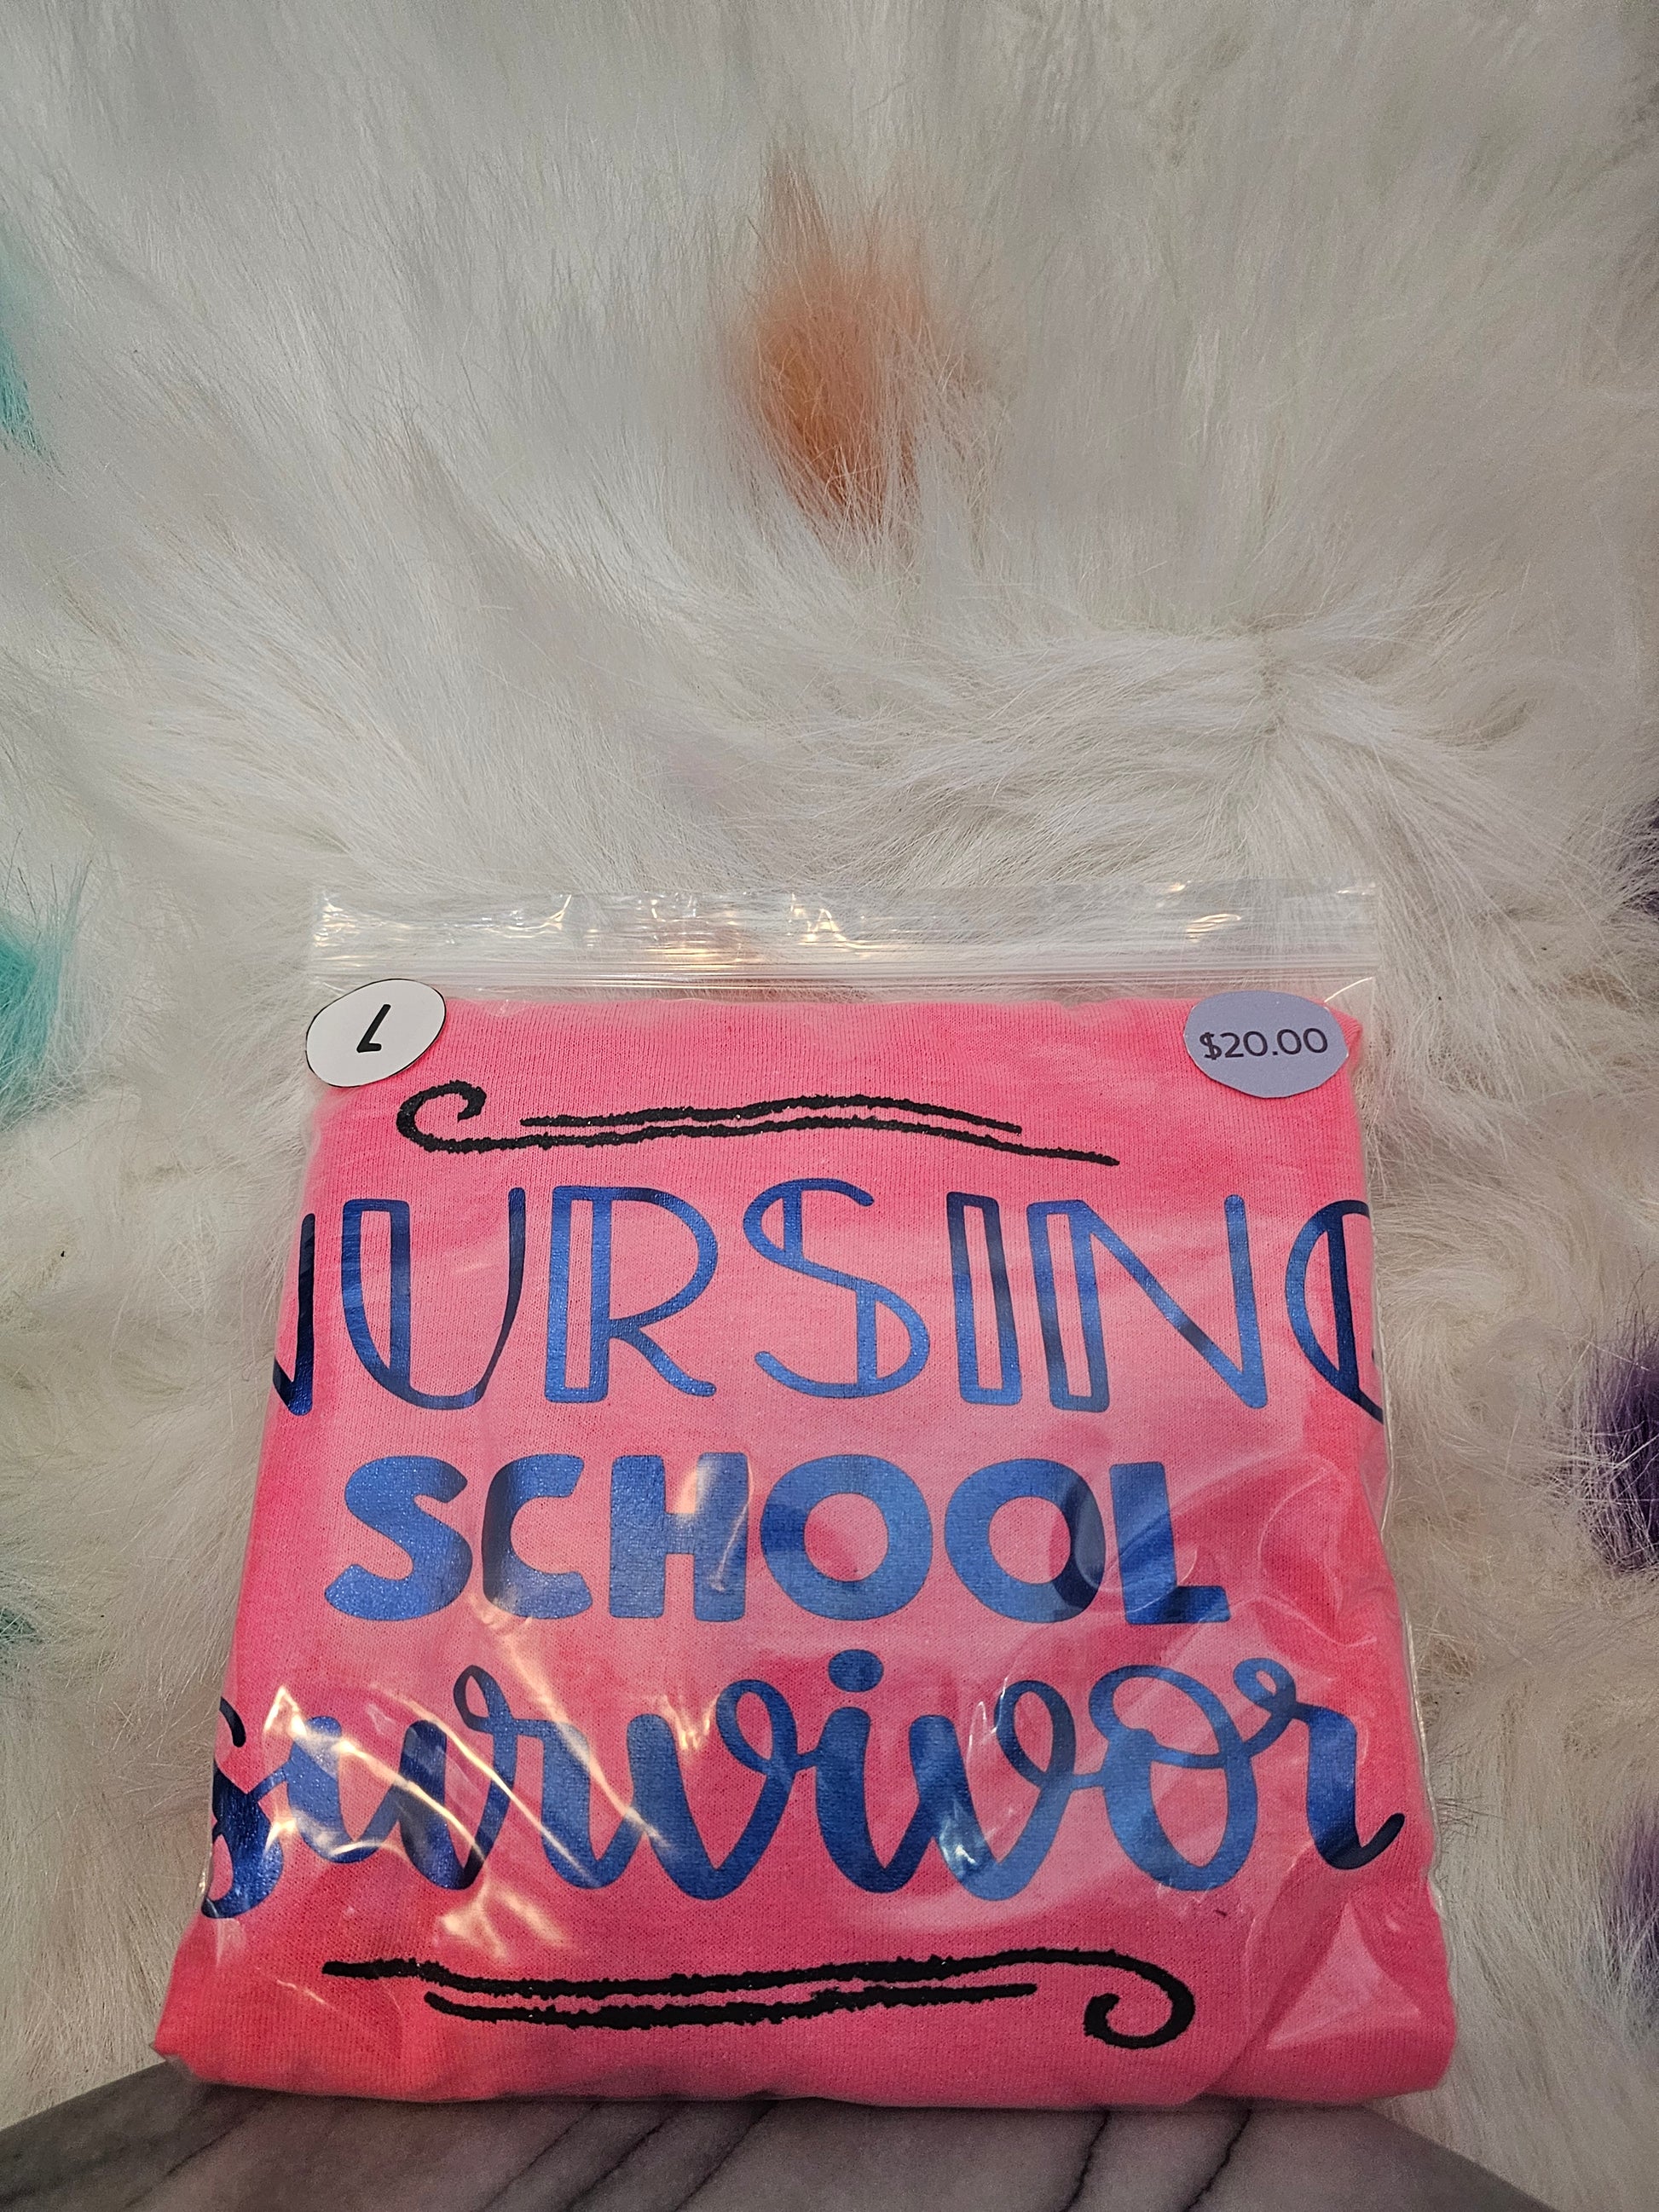 L
$20.00
NURSING
SCHOOL
survivor